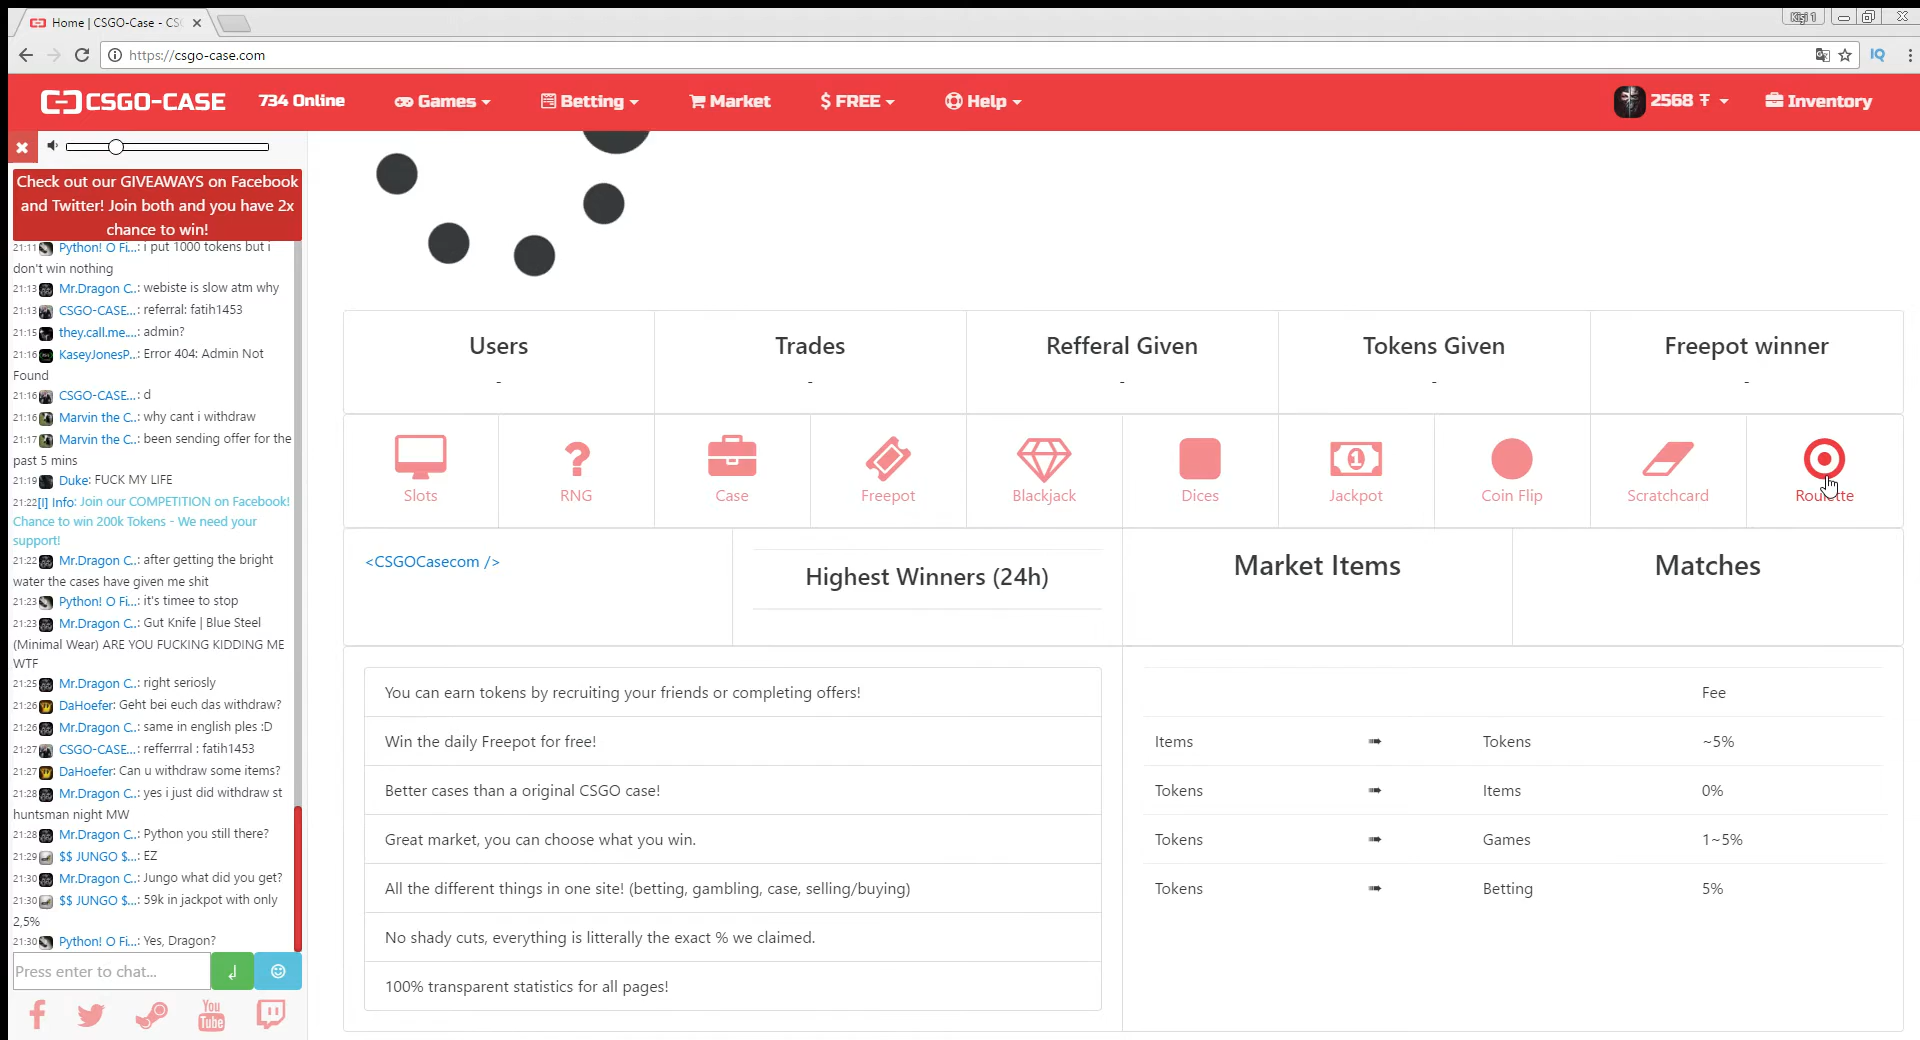 Home | CSGO-Case - CS
Kişi 1
https://csgo-case.com
CSGO-CASE
734 Online
Games
Betting
Market
$ FREE
Help
2568 Ŧ
Inventory
Check out our GIVEAWAYS on Facebook
and Twitter! Join both and you have 2x
chance to win!
21:11 Python! O Fi...: i put 1000 tokens but i
don't win nothing
21:13 Mr.Dragon C..: webiste is slow atm why
21:13 CSGO-CASE...: referral: fatih1453
21:15 they.call.me....: admin?
21:16 KaseyJonesP..: Error 404: Admin Not
Found
21:16 CSGO-CASE...: d
21:16 Marvin the C..: why cant i withdraw
21:17 Marvin the C..: been sending offer for the
past 5 mins
21:19 Duke: FUCK MY LIFE
21:22[!] Info: Join our COMPETITION on Facebook!
Chance to win 200k Tokens - We need your
support!
21:22 Mr.Dragon C..: after getting the bright
water the cases have given me shit
21:23 Python! O Fi...: it's timee to stop
21:23 Mr.Dragon C..: Gut Knife | Blue Steel
(Minimal Wear) ARE YOU FUCKING KIDDING ME
WTF
21:25 Mr.Dragon C..: right seriosly
21:26 DaHoefer: Geht bei euch das withdraw?
21:26 Mr.Dragon C..: same in english ples :D
21:27 CSGO-CASE...: refferrral : fatih1453
21:27 DaHoefer: Can u withdraw some items?
21:28 Mr.Dragon C..: yes i just did withdraw st
huntsman night MW
21:28 Mr.Dragon C..: Python you still there?
21:29 $$ JUNGO $...: EZ
21:30 Mr.Dragon C..: Jungo what did you get?
21:30 $$ JUNGO $...: 59k in jackpot with only
2,5%
21:30 Python! O Fi...: Yes, Dragon?
Press enter to chat...
You
Tube
Users
-
Trades
-
Refferal Given
-
Tokens Given
-
Freepot winner
-
Slots
RNG
Case
Freepot
Blackjack
Dices
Jackpot
Coin Flip
Scratchcard
Roulette
<CSGOCasecom />
Highest Winners (24h)
Market Items
Matches
You can earn tokens by recruiting your friends or completing offers!
Win the daily Freepot for free!
Better cases than a original CSGO case!
Great market, you can choose what you win.
All the different things in one site! (betting, gambling, case, selling/buying)
No shady cuts, everything is litterally the exact % we claimed.
100% transparent statistics for all pages!
Fee
Items ➠ Tokens ~5%
Tokens ➠ Items 0%
Tokens ➠ Games 1~5%
Tokens ➠ Betting 5%